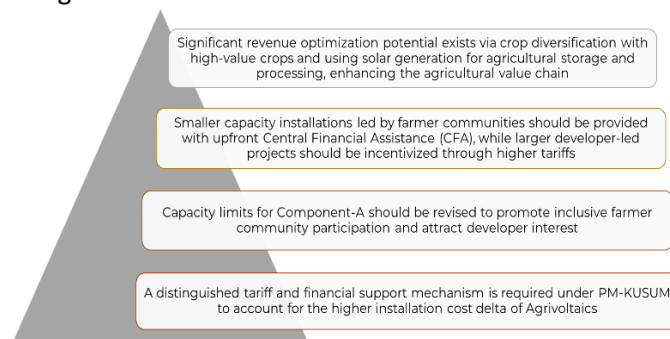 Significant revenue optimization potential exists via crop diversification with
high-value crops and using solar generation for agricultural storage and
processing, enhancing the agricultural value chain
Smaller capacity installations led by farmer communities should be provided
with upfront Central Financial Assistance (CFA), while larger developer-led
projects should be incentivized through higher tariffs
Capacity limits for Component-A should be revised to promote inclusive farmer
community participation and attract developer interest
A distinguished tariff and financial support mechanism is required under PM-KUSUM
to account for the higher installation cost delta of Agrivoltaics